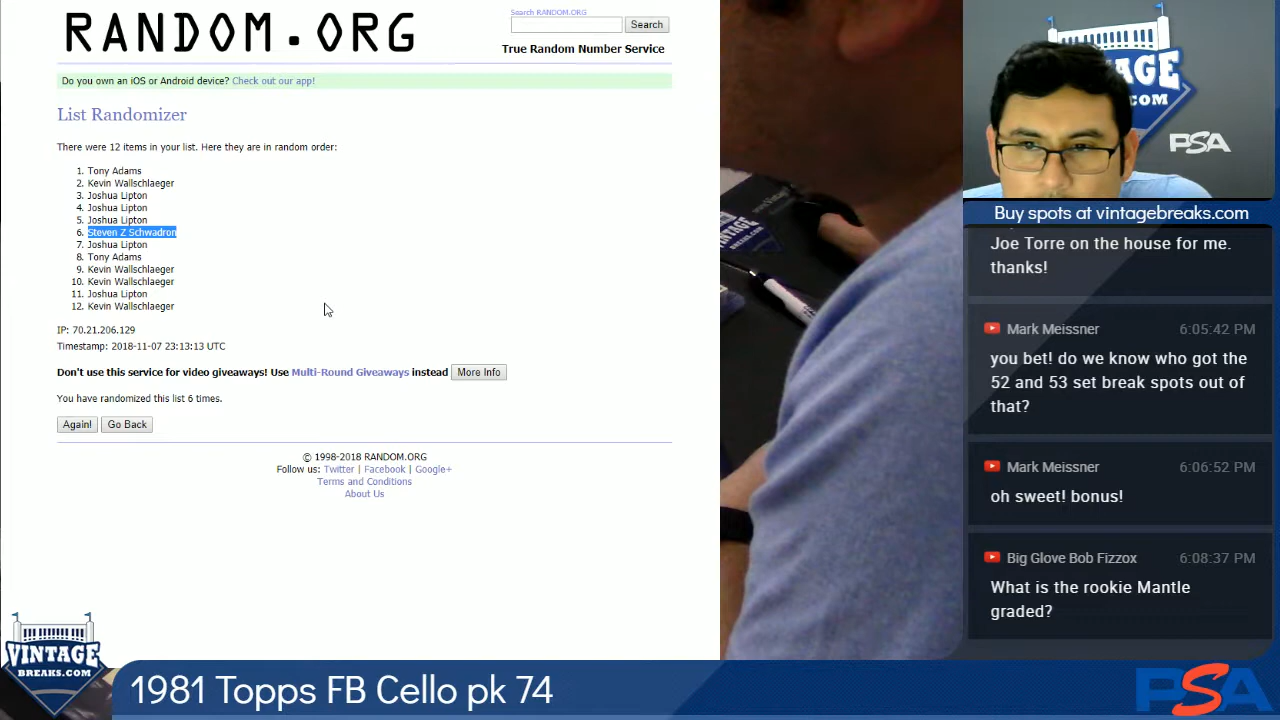 RANDOM.ORG
Search RANDOM.ORG
Search
True Random Number Service
Do you own an iOS or Android device? Check out our app!
List Randomizer
There were 12 items in your list. Here they are in random order:
1. Tony Adams
2. Kevin Wallschlaeger
3. Joshua Lipton
4. Joshua Lipton
5. Joshua Lipton
6. Steven Z Schwadron
7. Joshua Lipton
8. Tony Adams
9. Kevin Wallschlaeger
10. Kevin Wallschlaeger
11. Joshua Lipton
12. Kevin Wallschlaeger
IP: 70.21.206.129
Timestamp: 2018-11-07 23:13:13 UTC
Don't use this service for video giveaways! Use Multi-Round Giveaways instead
More Info
You have randomized this list 6 times.
Again!
Go Back
© 1998-2018 RANDOM.ORG
Follow us: Twitter | Facebook | Google+
Terms and Conditions
About Us
VINTAGE
BREAKS.COM
AGE
.COM
PSA
Buy spots at vintagebreaks.com
Joe Torre on the house for me.
thanks!
Mark Meissner 6:05:42 PM
you bet! do we know who got the
52 and 53 set break spots out of
that?
Mark Meissner 6:06:52 PM
oh sweet! bonus!
Big Glove Bob Fizzox 6:08:37 PM
What is the rookie Mantle
graded?
VINTAGE
BREAKS.COM
1981 Topps FB Cello pk 74
PSA